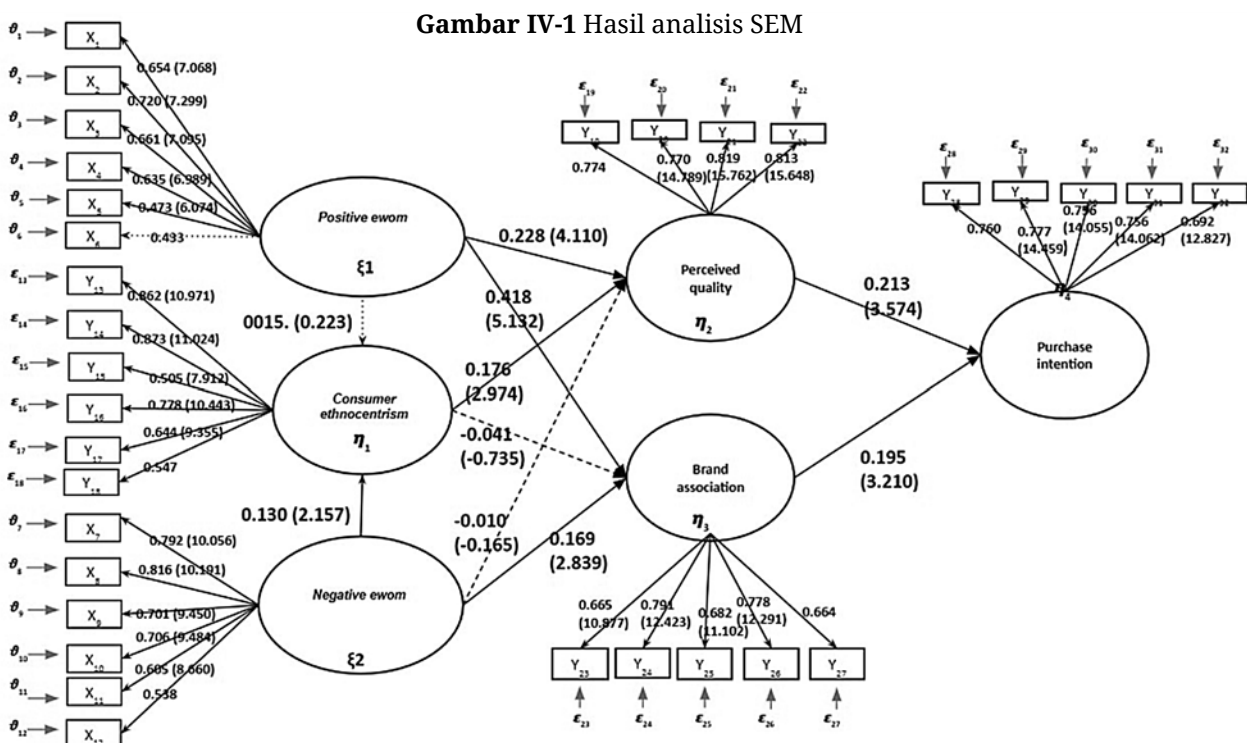 Gambar IV-1 Hasil analisis SEM
ϑ₁
X₁
0.654 (7.068)
ϑ₂
X₂
0.720 (7.299)
ϑ₃
X₃
0.661 (7.095)
ϑ₄
X₄
0.635 (6.989)
ϑ₅
X₅
0.473 (6.074)
ϑ₆
X₆
0.433
ε₁₃
Y₁₃
0.862 (10.971)
ε₁₄
Y₁₄
0.873 (11.024)
ε₁₅
Y₁₅
0.505 (7.912)
ε₁₆
Y₁₆
0.778 (10.443)
ε₁₇
Y₁₇
0.644 (9.355)
ε₁₈
Y₁₈
0.547
ϑ₇
X₇
0.792 (10.056)
ϑ₈
X₈
0.816 (10.191)
ϑ₉
X₉
0.701 (9.450)
ϑ₁₀
X₁₀
0.706 (9.484)
ϑ₁₁
X₁₁
0.605 (8.660)
ϑ₁₂
0.538
Positive ewom
ξ1
0015. (0.223)
Consumer
ethnocentrism
η₁
0.130 (2.157)
Negative ewom
ξ2
0.228 (4.110)
0.418
(5.132)
0.176
(2.974)
-0.041
(-0.735)
-0.010
(-0.165)
0.169
(2.839)
ε₁₉
ε₂₀
ε₂₁
ε₂₂
0.774
0.770
(14.789)
0.819
(15.762)
0.813
(15.648)
Perceived
quality
η₂
Brand
association
η₃
0.665
(10.877)
0.791
(12.423)
0.682
(11.102)
0.778
(12.291)
0.664
Y₂₃
Y₂₄
Y₂₅
Y₂₆
Y₂₇
ε₂₃
ε₂₄
ε₂₅
ε₂₆
ε₂₇
0.213
(3.574)
0.195
(3.210)
ε₂₈
ε₂₉
ε₃₀
ε₃₁
ε₃₂
0.760
0.777
(14.459)
0.756
(14.055)
0.756
(14.062)
0.692
(12.827)
η₄
Purchase
intention